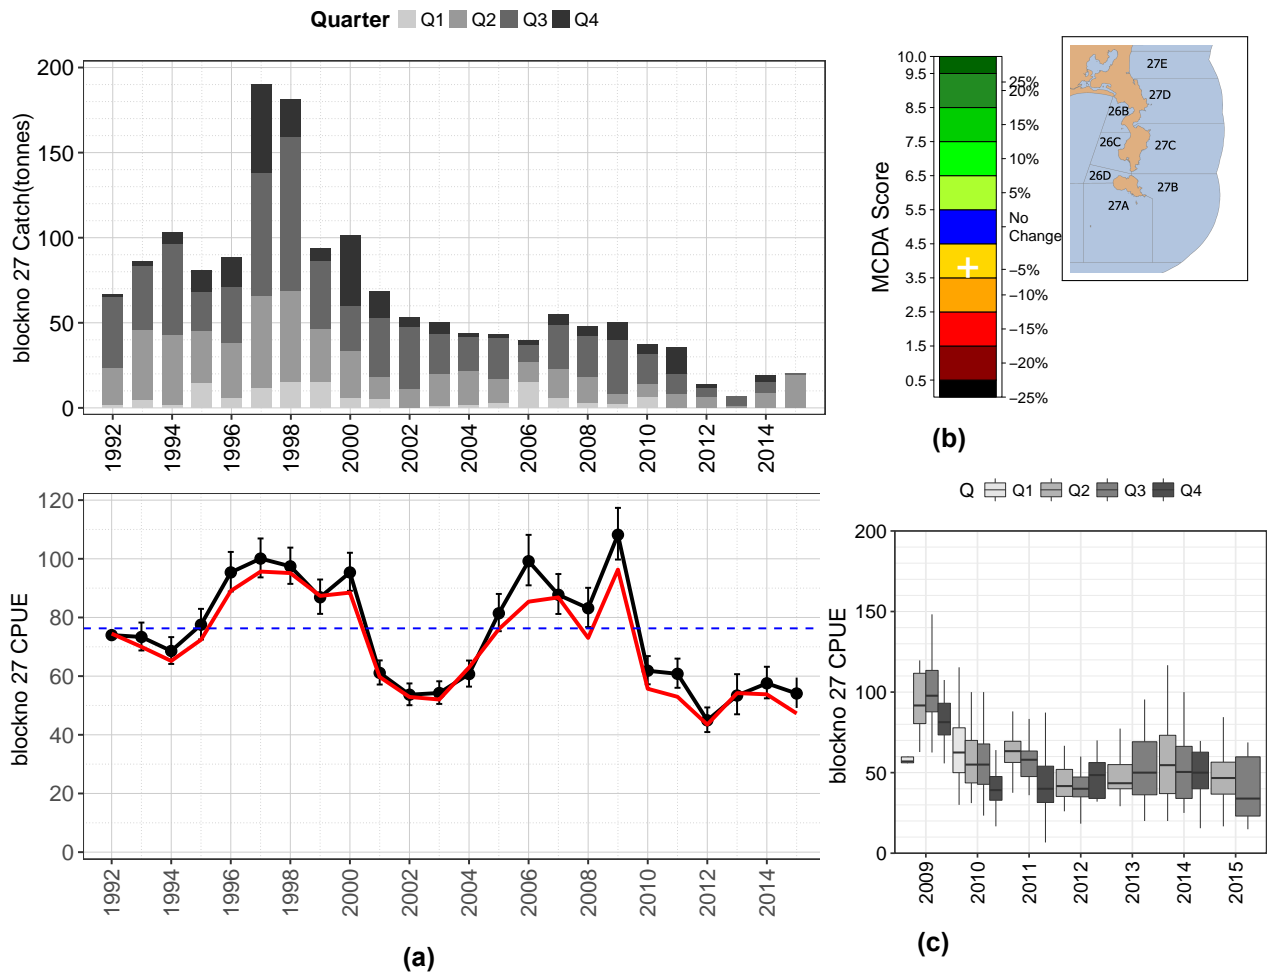 Quarter Q1 Q2 Q3 Q4
blockno 27 Catch(tonnes)
200
150
100
50
0
1992 1994 1996 1998 2000 2002 2004 2006 2008 2010 2012 2014
blockno 27 CPUE
120
100
80
60
40
20
0
1992 1994 1996 1998 2000 2002 2004 2006 2008 2010 2012 2014
(a)
MCDA Score
10.0
9.5
8.5
7.5
6.5
5.5
4.5
3.5
2.5
1.5
0.5
25%
20%
15%
10%
5%
No
Change
−5%
−10%
−15%
−20%
−25%
27E
27D
26B
26C
27C
26D
27B
27A
(b)
Q Q1 Q2 Q3 Q4
blockno 27 CPUE
200
150
100
50
0
2009 2010 2011 2012 2013 2014 2015
(c)